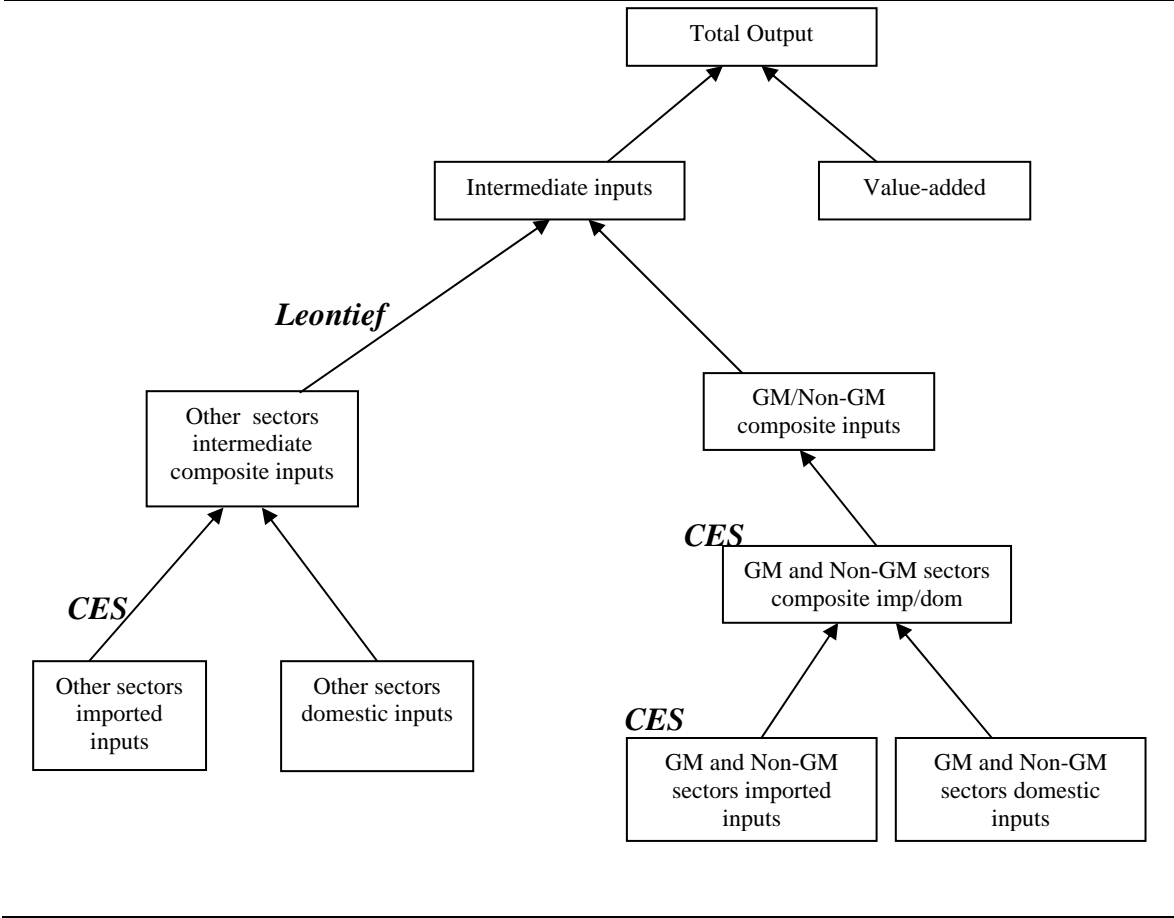 Total Output
Intermediate inputs
Value-added
Leontief
Other sectors
intermediate
composite inputs
GM/Non-GM
composite inputs
CES
GM and Non-GM sectors
composite imp/dom
CES
Other sectors
imported
inputs
Other sectors
domestic inputs
CES
GM and Non-GM
sectors imported
inputs
GM and Non-GM
sectors domestic
inputs